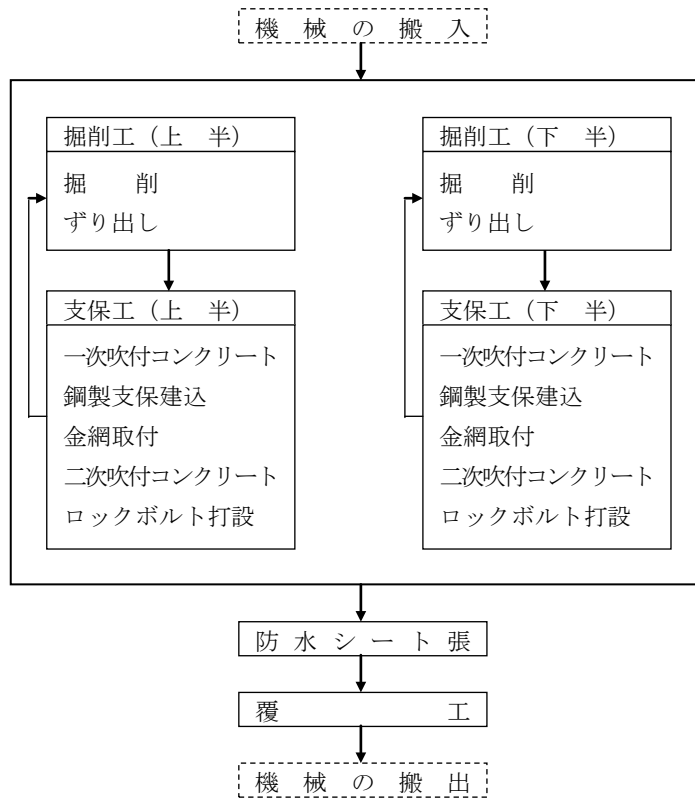 機械の搬入
掘削工（上　半）
掘　　削
ずり出し
支保工（上　半）
一次吹付コンクリート
鋼製支保建込
金網取付
二次吹付コンクリート
ロックボルト打設
掘削工（下　半）
掘　　削
ずり出し
支保工（下　半）
一次吹付コンクリート
鋼製支保建込
金網取付
二次吹付コンクリート
ロックボルト打設
防水シート張
覆　　　　工
機械の搬出